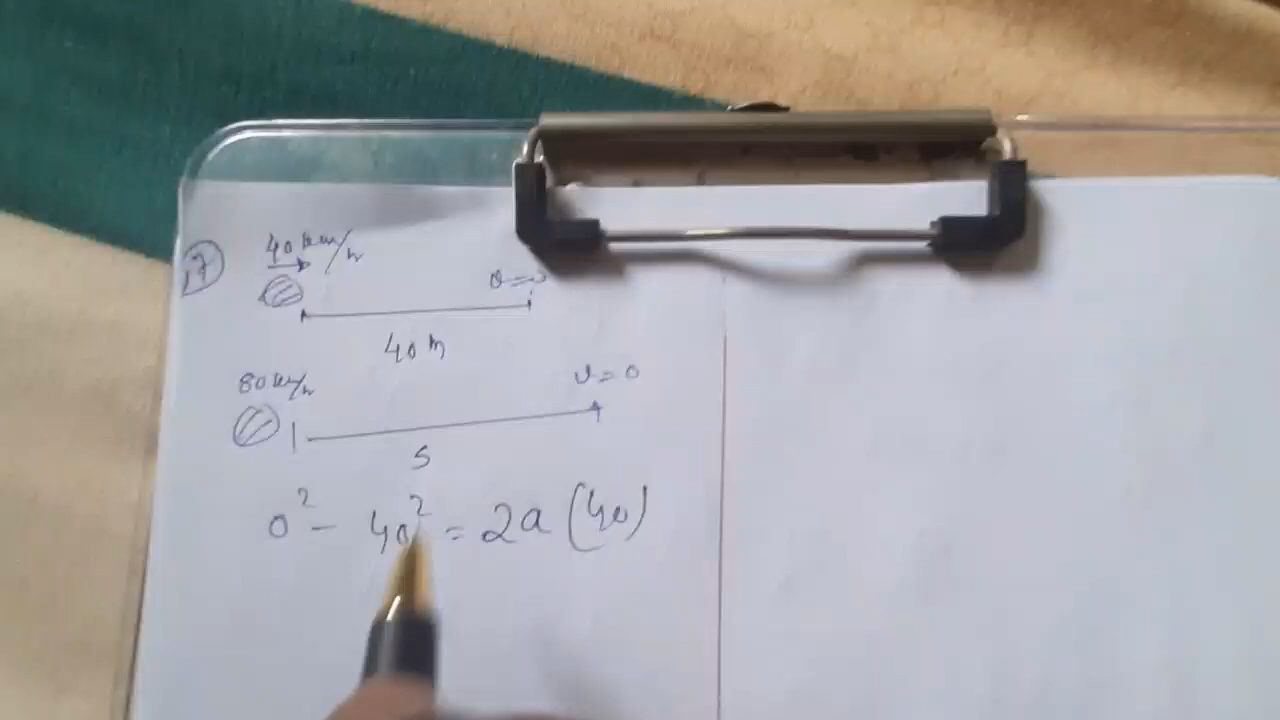 17
40 km/h
v=0
40 m
80 km/h
v = 0
s
0² - 40² = 2a (40)